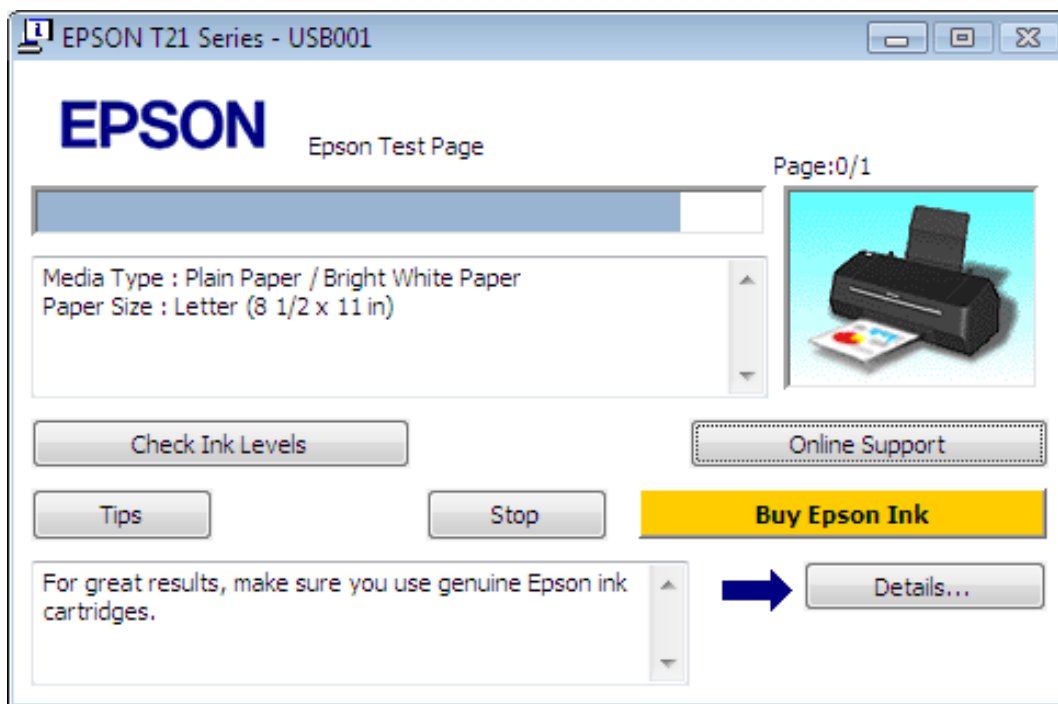 EPSON T21 Series - USB001
EPSON
Epson Test Page
Page:0/1
Media Type : Plain Paper / Bright White Paper
Paper Size : Letter (8 1/2 x 11 in)
Check Ink Levels
Online Support
Tips
Stop
Buy Epson Ink
For great results, make sure you use genuine Epson ink
cartridges.
Details...